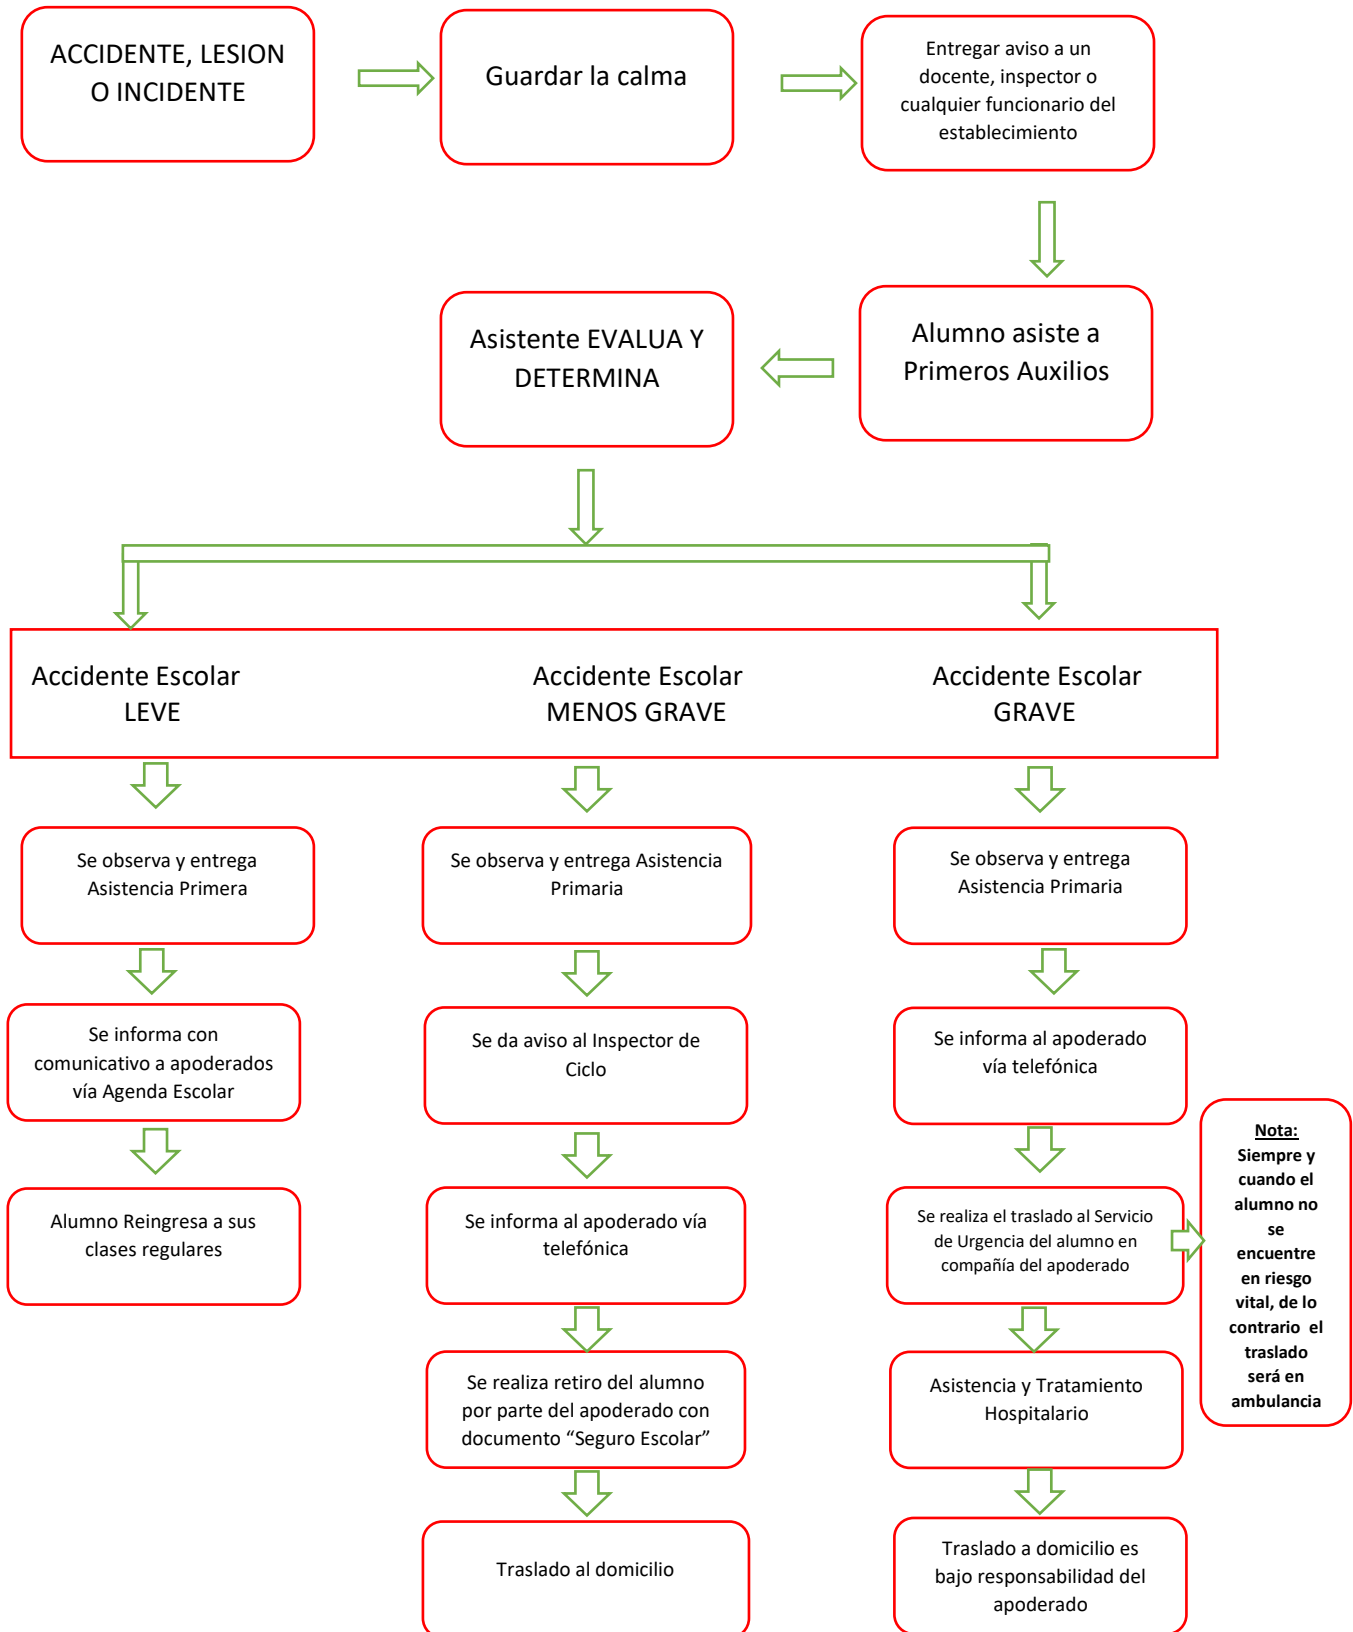 ACCIDENTE, LESION
O INCIDENTE
Guardar la calma
Entregar aviso a un
docente, inspector o
cualquier funcionario del
establecimiento
Alumno asiste a
Primeros Auxilios
Asistente EVALUA Y
DETERMINA
Accidente Escolar
LEVE
Accidente Escolar
MENOS GRAVE
Accidente Escolar
GRAVE
Se observa y entrega
Asistencia Primera
Se informa con
comunicativo a apoderados
vía Agenda Escolar
Alumno Reingresa a sus
clases regulares
Se observa y entrega Asistencia
Primaria
Se da aviso al Inspector de
Ciclo
Se informa al apoderado vía
telefónica
Se realiza retiro del alumno
por parte del apoderado con
documento “Seguro Escolar”
Traslado al domicilio
Se observa y entrega
Asistencia Primaria
Se informa al apoderado
vía telefónica
Se realiza el traslado al Servicio
de Urgencia del alumno en
compañía del apoderado
Nota:
Siempre y
cuando el
alumno no
se
encuentre
en riesgo
vital, de lo
contrario el
traslado
será en
ambulancia
Asistencia y Tratamiento
Hospitalario
Traslado a domicilio es
bajo responsabilidad del
apoderado